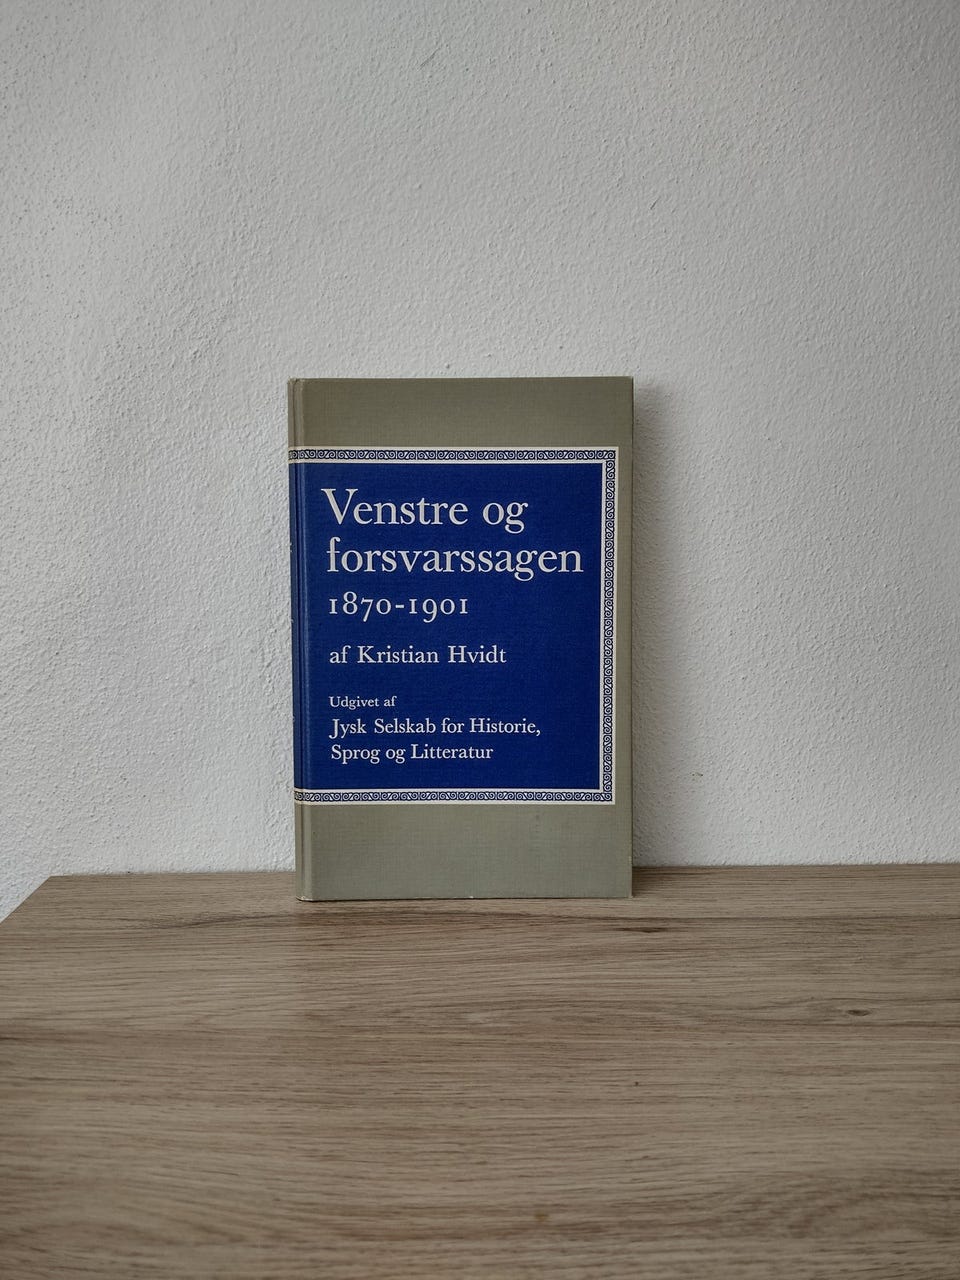 Venstre og
forsvarssagen
1870-1901
af Kristian Hvidt
Udgivet af
Jysk Selskab for Historie,
Sprog og Litteratur